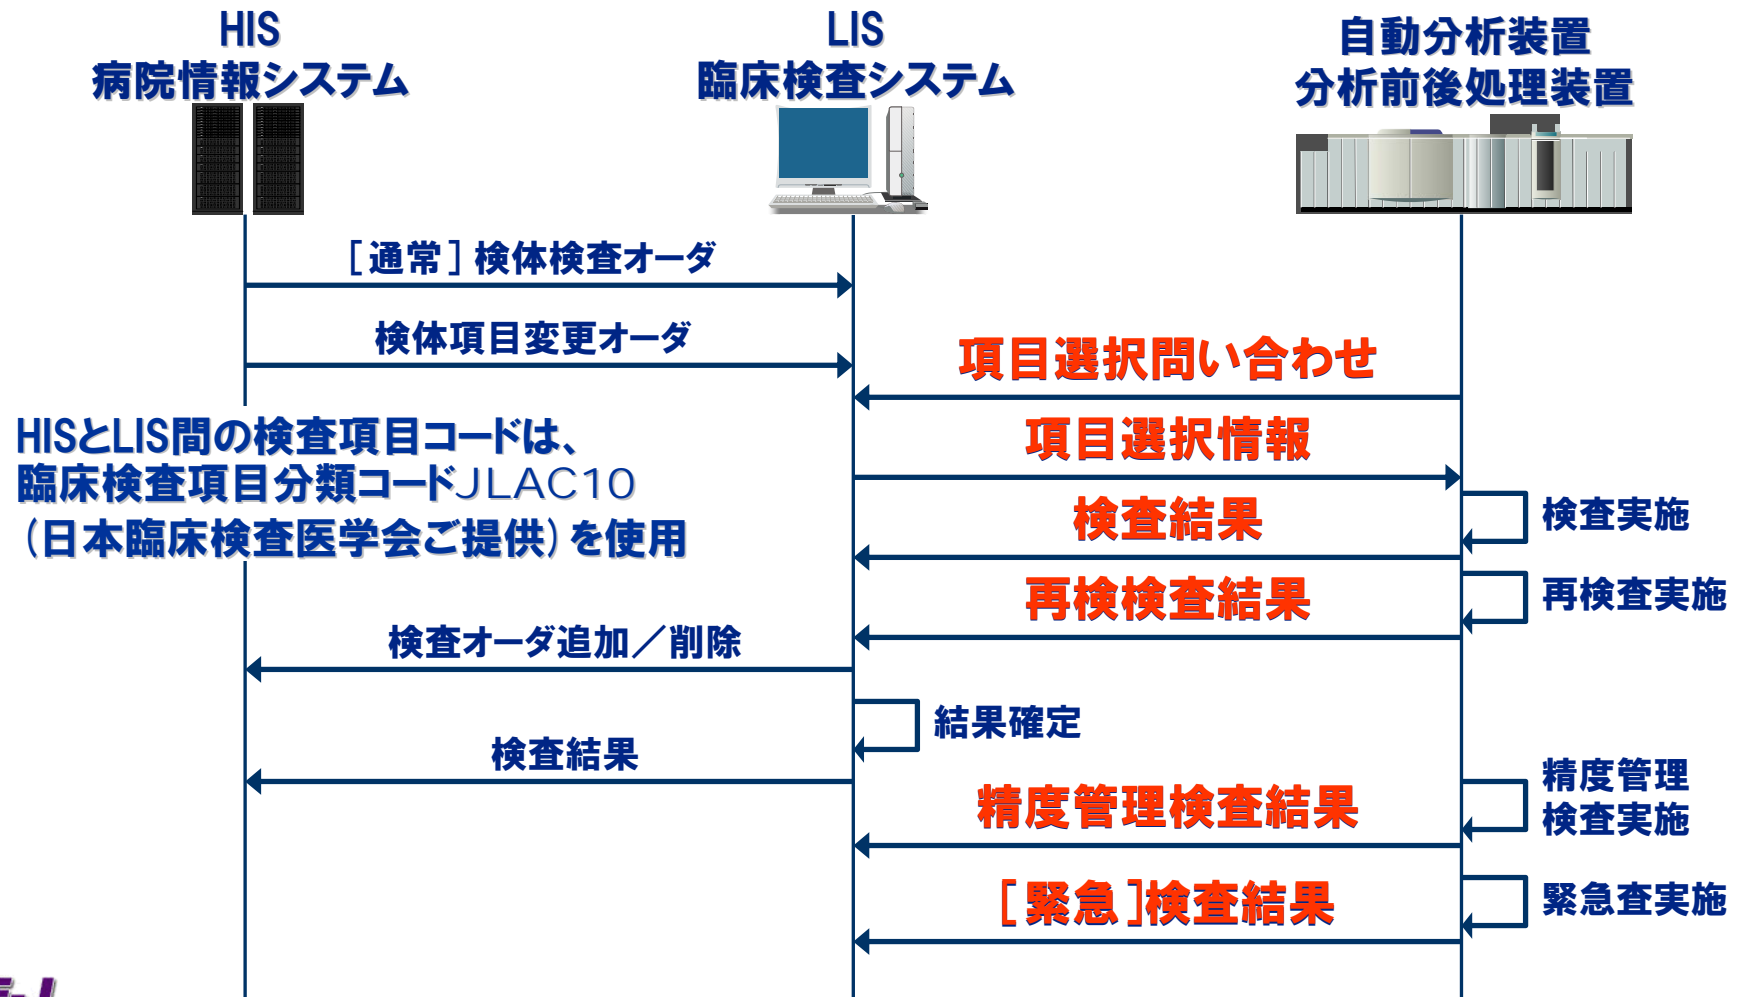 HIS
病院情報システム
LIS
臨床検査システム
自動分析装置
分析前後処理装置
［通常］検体検査オーダ
検体項目変更オーダ
項目選択問い合わせ
HISとLIS間の検査項目コードは、
臨床検査項目分類コードJLAC10
（日本臨床検査医学会ご提供）を使用
項目選択情報
検査結果
検査実施
再検検査結果
再検査実施
検査オーダ追加／削除
結果確定
検査結果
精度管理
検査実施
精度管理検査結果
［緊急］検査結果
緊急査実施